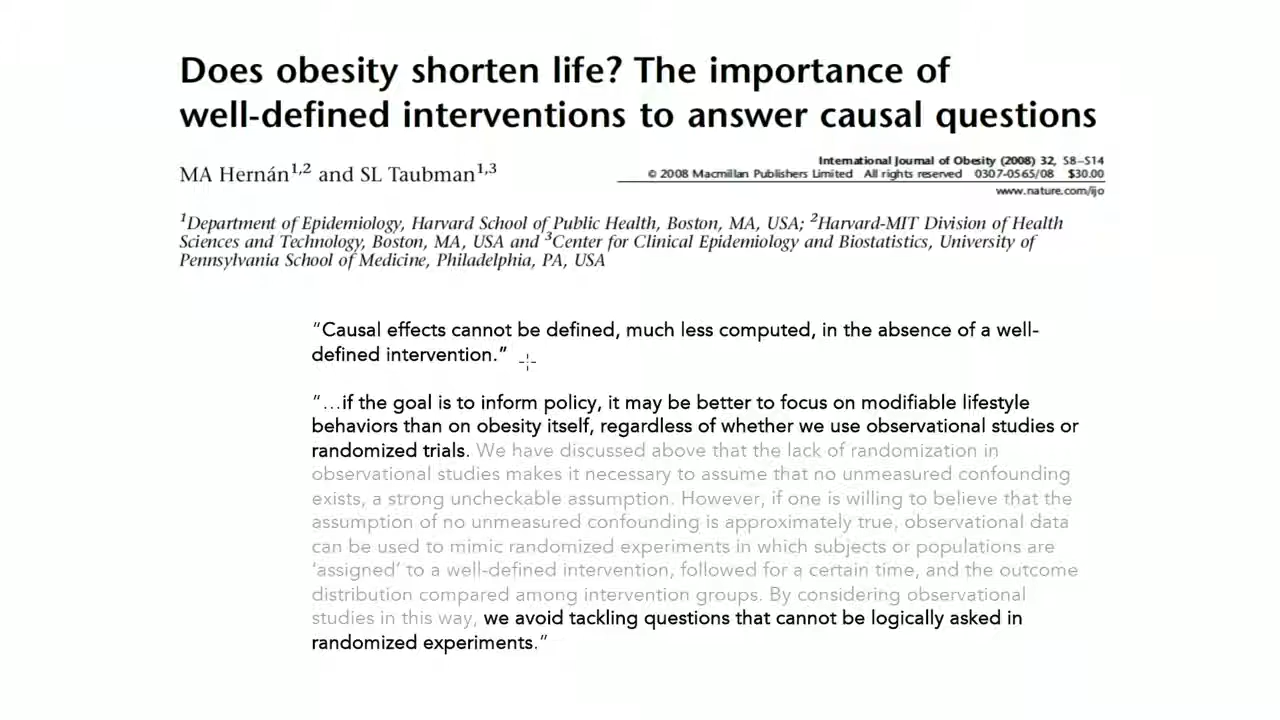 Does obesity shorten life? The importance of
well-defined interventions to answer causal questions
MA Hernán1,2 and SL Taubman1,3
International Journal of Obesity (2008) 32, S8–S14
© 2008 Macmillan Publishers Limited All rights reserved 0307-0565/08 $30.00
www.nature.com/ijo
1Department of Epidemiology, Harvard School of Public Health, Boston, MA, USA; 2Harvard-MIT Division of Health
Sciences and Technology, Boston, MA, USA and 3Center for Clinical Epidemiology and Biostatistics, University of
Pennsylvania School of Medicine, Philadelphia, PA, USA
“Causal effects cannot be defined, much less computed, in the absence of a well-
defined intervention.”
“…if the goal is to inform policy, it may be better to focus on modifiable lifestyle
behaviors than on obesity itself, regardless of whether we use observational studies or
randomized trials. We have discussed above that the lack of randomization in
observational studies makes it necessary to assume that no unmeasured confounding
exists, a strong uncheckable assumption. However, if one is willing to believe that the
assumption of no unmeasured confounding is approximately true, observational data
can be used to mimic randomized experiments in which subjects or populations are
‘assigned’ to a well-defined intervention, followed for a certain time, and the outcome
distribution compared among intervention groups. By considering observational
studies in this way, we avoid tackling questions that cannot be logically asked in
randomized experiments.”